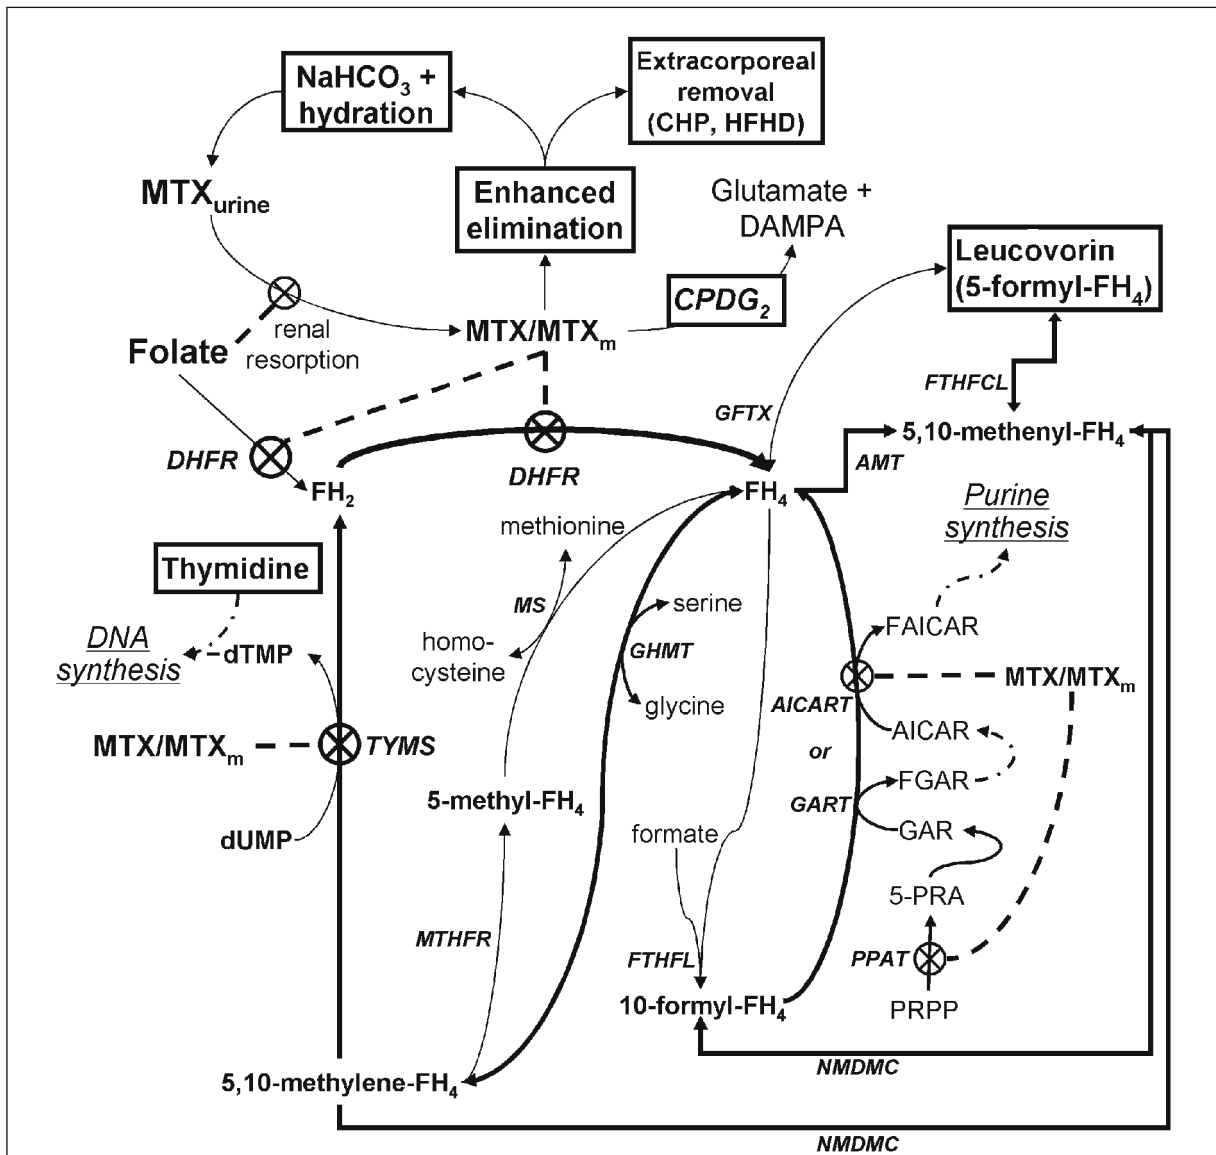 NaHCO₃ +
hydration
Extracorporeal
removal
(CHP, HFHD)
MTXurine
Enhanced
elimination
Glutamate +
DAMPA
Leucovorin
(5-formyl-FH₄)
CPDG₂
renal
resorption
MTX/MTXm
Folate
FTHFCL
GFTX
5,10-methenyl-FH₄
DHFR
DHFR
AMT
FH₂
FH₄
methionine
Purine
synthesis
Thymidine
MS
serine
FAICAR
DNA
synthesis
dTMP
homo-
cysteine
GHMT
MTX/MTXm
glycine
AICART
AICAR
MTX/MTXm
TYMS
or
FGAR
5-methyl-FH₄
GART
dUMP
formate
GAR
5-PRA
MTHFR
FTHFL
PPAT
10-formyl-FH₄
PRPP
NMDMC
5,10-methylene-FH₄
NMDMC